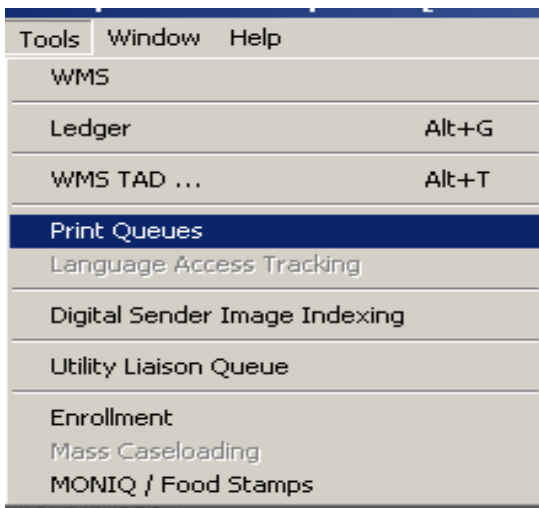 Tools Window Help
WMS
Ledger Alt+G
WMS TAD ... Alt+T
Print Queues
Language Access Tracking
Digital Sender Image Indexing
Utility Liaison Queue
Enrollment
Mass Caseloading
MONIQ / Food Stamps